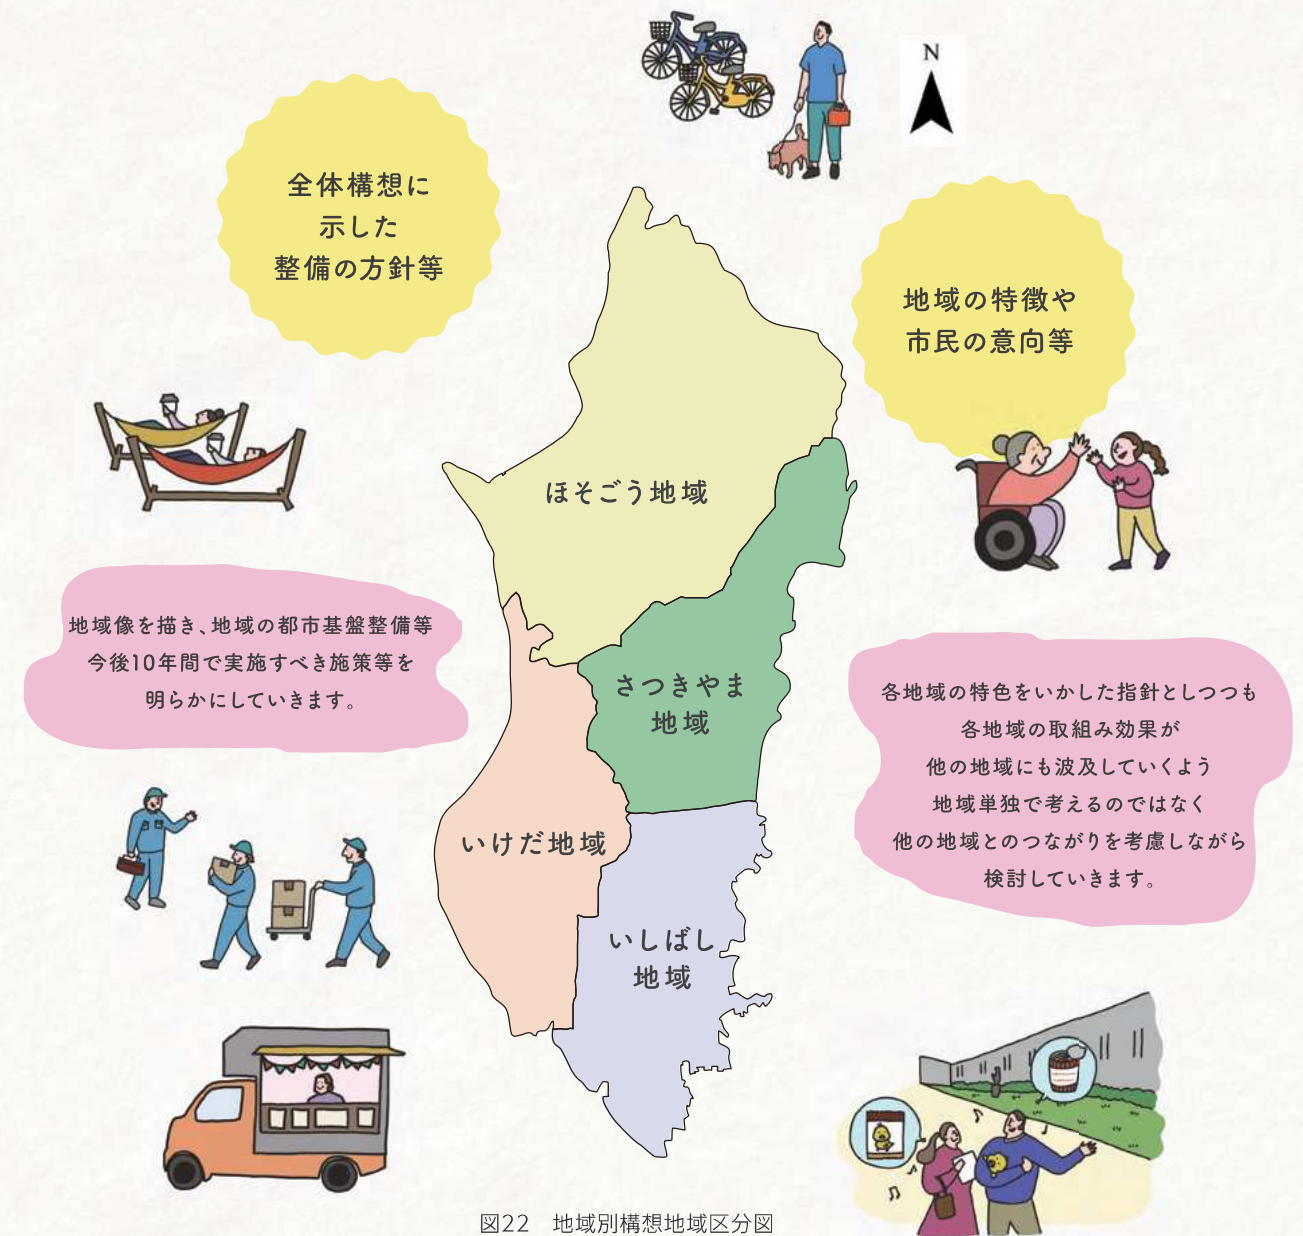 N
全体構想に
示した
整備の方針等
地域の特徴や
市民の意向等
ほそごう地域
地域像を描き、地域の都市基盤整備等
今後10年間で実施すべき施策等を
明らかにしていきます。
さつきやま
地域
各地域の特色をいかした指針としつつも
各地域の取組み効果が
他の地域にも波及していくよう
地域単独で考えるのではなく
他の地域とのつながりを考慮しながら
検討していきます。
いけだ地域
いしばし
地域
図22　地域別構想地域区分図